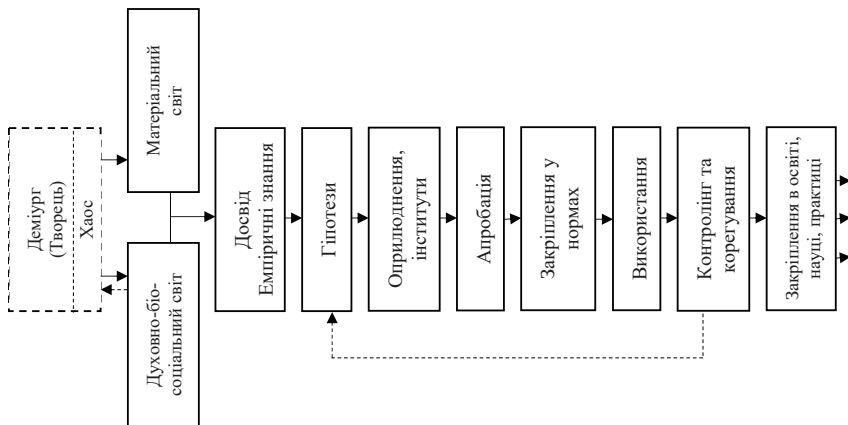 Деміург
(Творець)
Хаос
Матеріальний
світ
Духовно-біо-
соціальний світ
Досвід
Емпіричні знання
Гіпотези
Оприлюднення,
інститути
Апробація
Закріплення у
нормах
Використання
Контролінг та
корегування
Закріплення в освіті,
науці, практиці